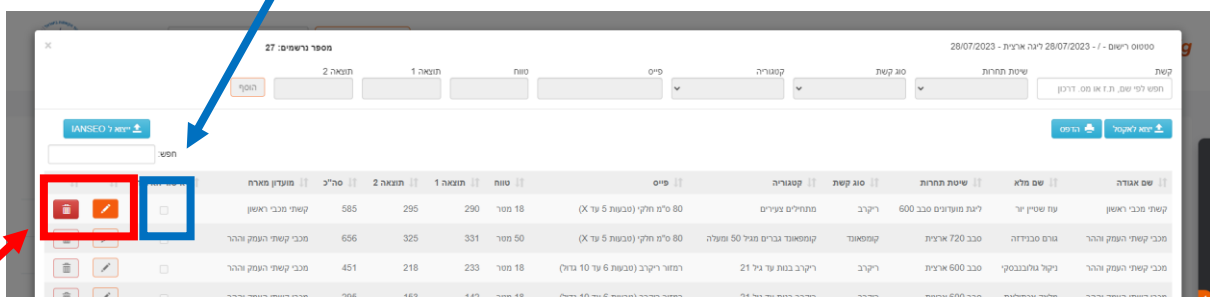 סטטוס רישום - / - 28/07/2023 ליגה ארצית - 28/07/2023
מספר נרשמים: 27
×
קשת שיטת תחרות סוג קשת קטגוריה פייס טווח תוצאה 1 תוצאה 2
חפש לפי שם, ת.ז או מס. דרכון הוסף
יצוא לאקסל הדפס ייצוא ל IANSEO
חפש:
שם אגודה שם מלא שיטת תחרות סוג קשת קטגוריה פייס טווח תוצאה 1 תוצאה 2 סה"כ מועדון מארח
קשתי מכבי ראשון עוז שטיין יור ליגת מועדונים סבב 600 ריקרב מתחילים צעירים 80 ס"מ חלקי (טבעות 5 עד X) 18 מטר 290 295 585 קשתי מכבי ראשון
מכבי קשתי העמק וההר גורם סבנידזה סבב 720 ארצית קומפאונד קומפאונד גברים מגיל 50 ומעלה 80 ס"מ חלקי (טבעות 5 עד X) 50 מטר 331 325 656 מכבי קשתי העמק וההר
מכבי קשתי העמק וההר ניקול גולובנבסקי סבב 600 ארצית ריקרב ריקרב בנות עד גיל 21 רמזור ריקרב (טבעות 6 עד 10 גדול) 18 מטר 233 218 451 מכבי קשתי העמק וההר